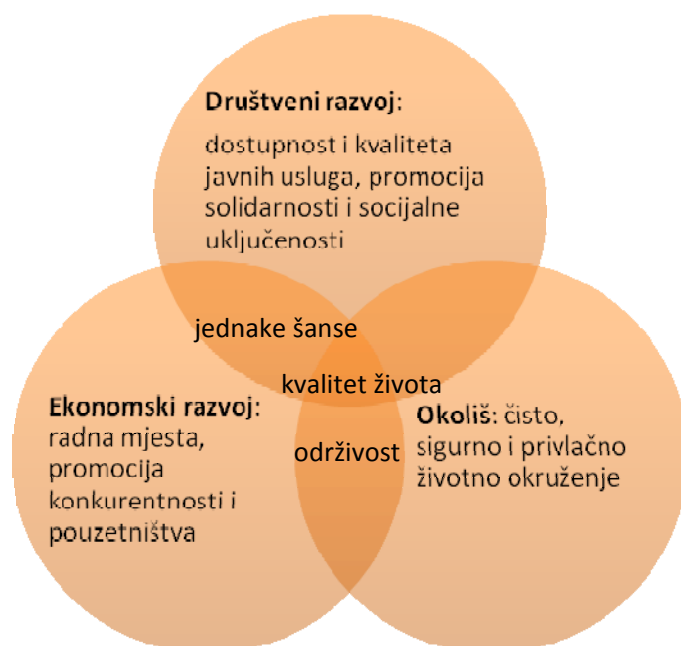 Društveni razvoj:
dostupnost i kvaliteta
javnih usluga, promocija
solidarnosti i socijalne
uključenosti
jednake šanse
kvalitet života
Ekonomski razvoj:
radna mjesta,
promocija
konkurentnosti i
pouzetništva
održivost
Okoliš: čisto,
sigurno i privlačno
životno okruženje